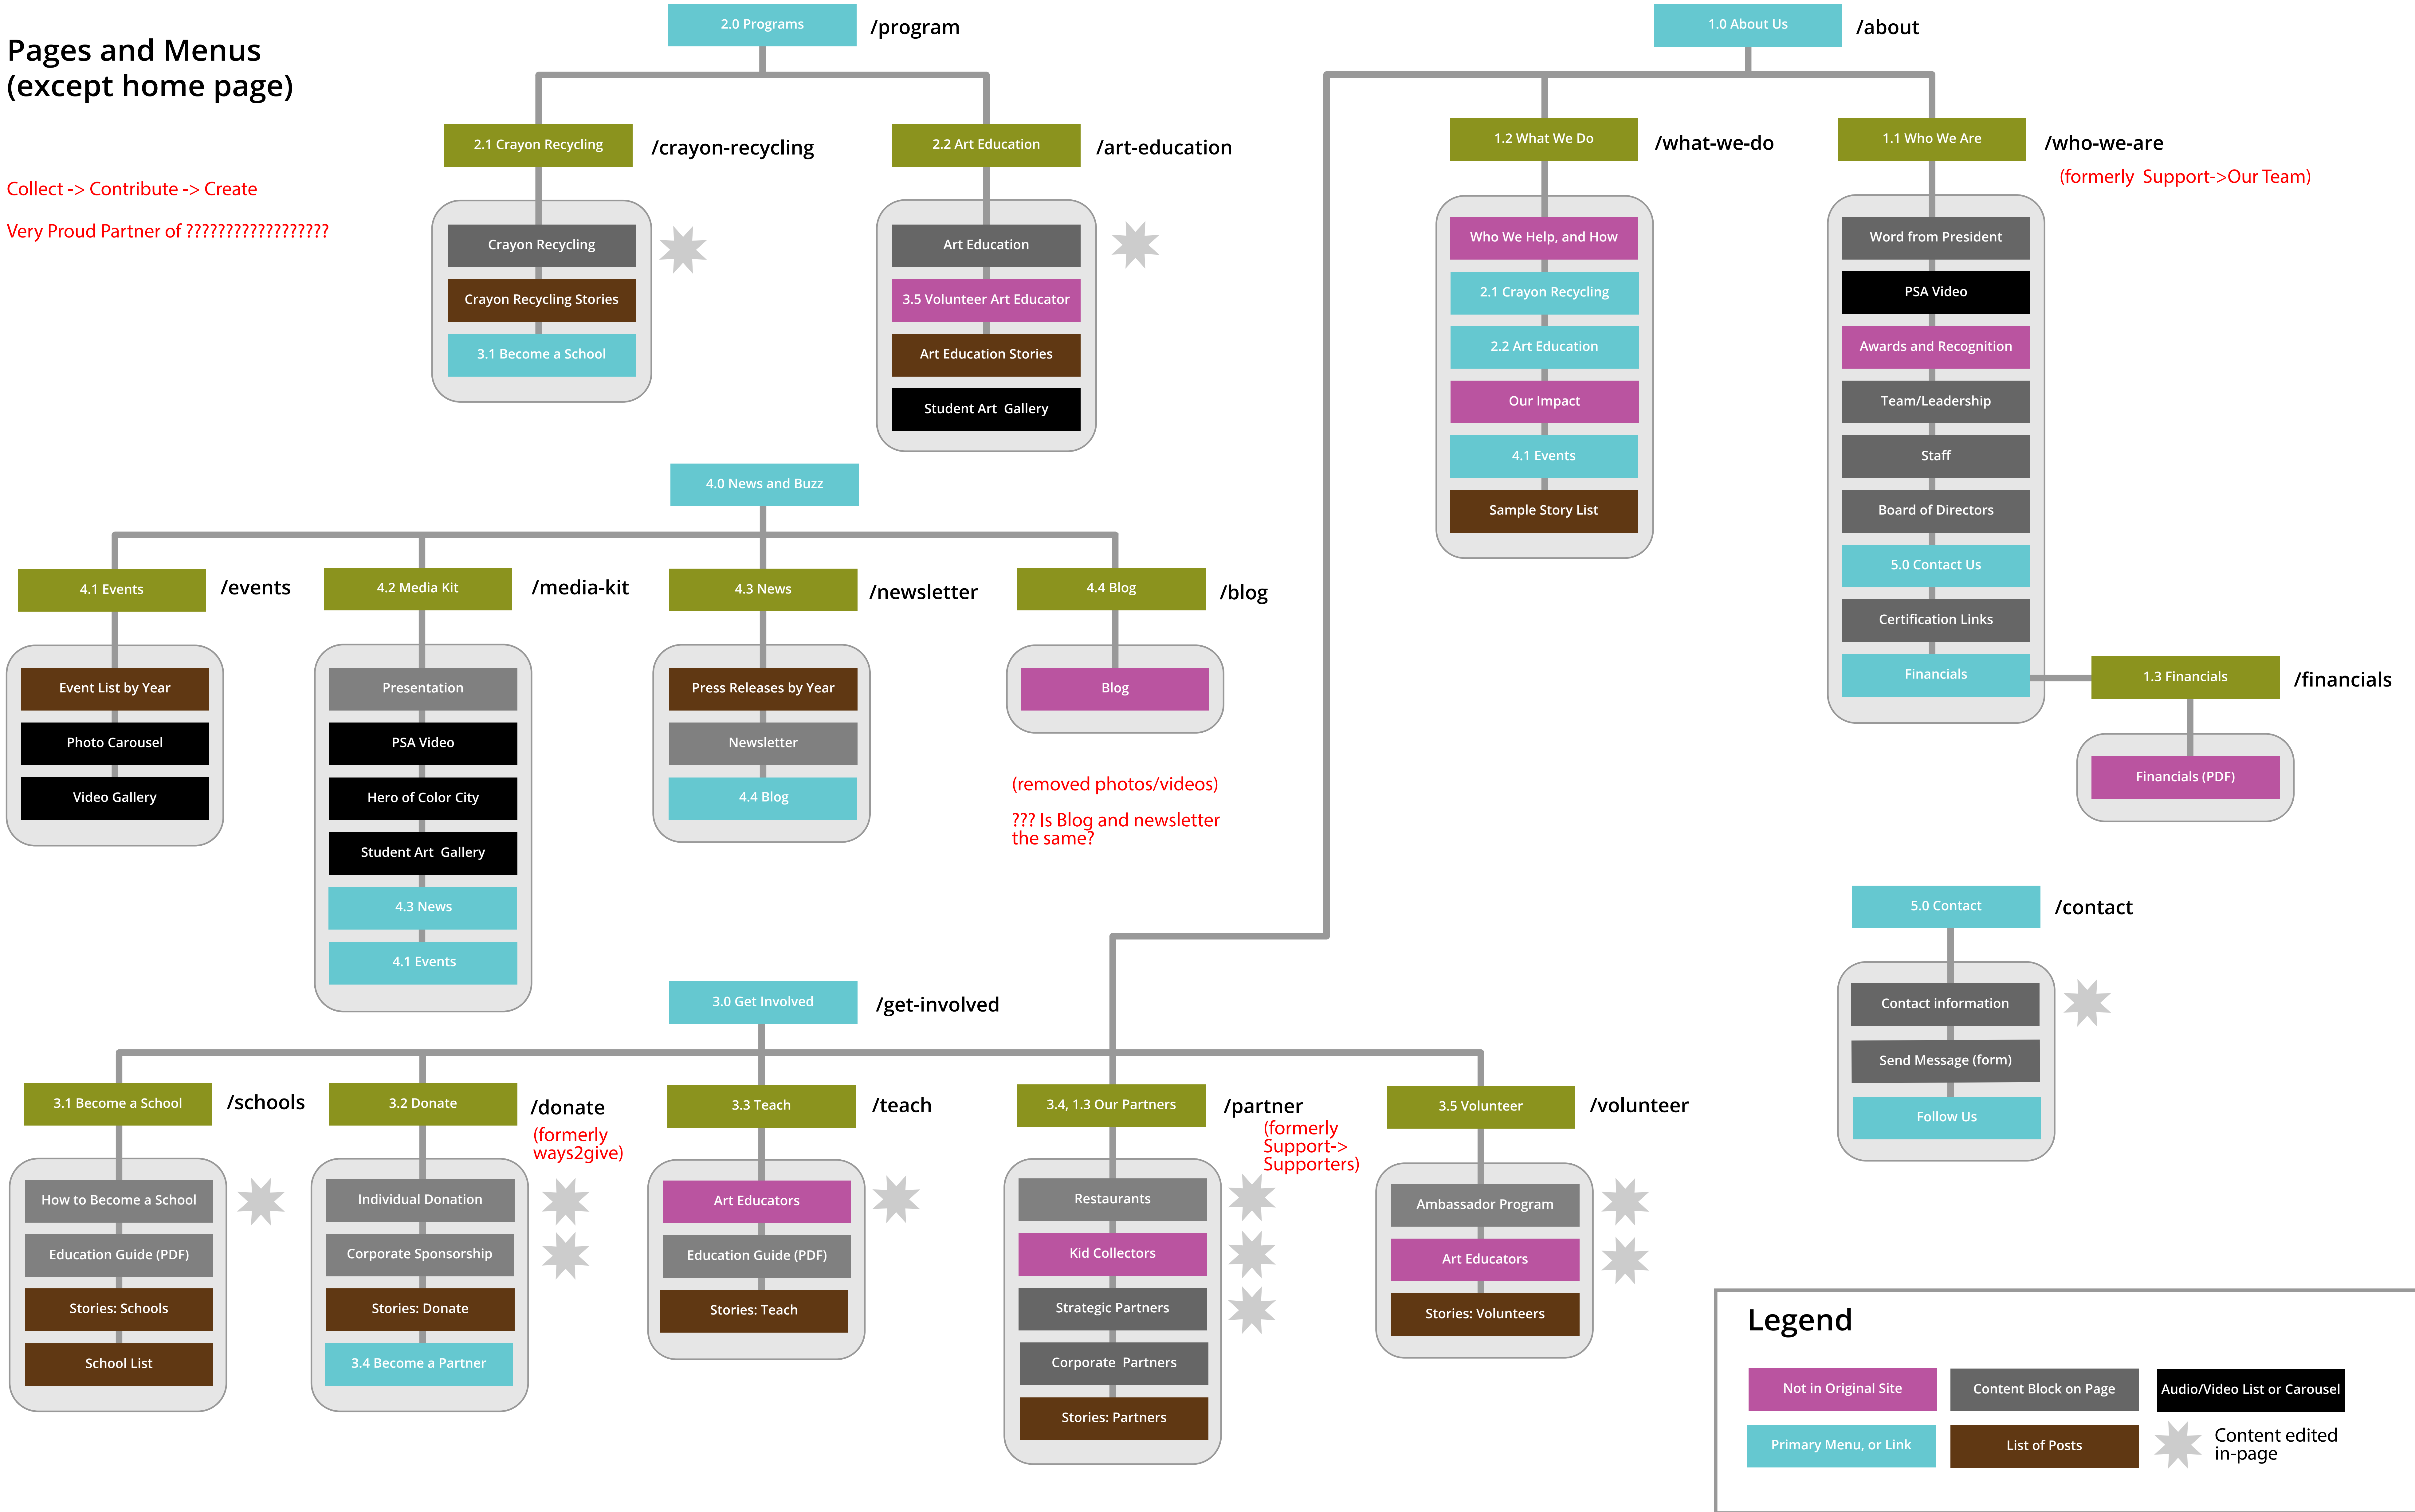 Pages and Menus
(except home page)
Collect -> Contribute -> Create
Very Proud Partner of ??????????????????
2.0 Programs
/program
2.1 Crayon Recycling
/crayon-recycling
Crayon Recycling
Crayon Recycling Stories
3.1 Become a School
2.2 Art Education
/art-education
Art Education
3.5 Volunteer Art Educator
Art Education Stories
Student Art  Gallery
1.0 About Us
/about
1.2 What We Do
/what-we-do
Who We Help, and How
2.1 Crayon Recycling
2.2 Art Education
Our Impact
4.1 Events
Sample Story List
1.1 Who We Are
/who-we-are
(formerly  Support->Our Team)
Word from President
PSA Video
Awards and Recognition
Team/Leadership
Staff
Board of Directors
5.0 Contact Us
Certification Links
Financials
1.3 Financials
/financials
Financials (PDF)
4.0 News and Buzz
4.1 Events
/events
Event List by Year
Photo Carousel
Video Gallery
4.2 Media Kit
/media-kit
Presentation
PSA Video
Hero of Color City
Student Art  Gallery
4.3 News
4.1 Events
4.3 News
/newsletter
Press Releases by Year
Newsletter
4.4 Blog
4.4 Blog
/blog
Blog
(removed photos/videos)
??? Is Blog and newsletter
the same?
5.0 Contact
/contact
Contact information
Send Message (form)
Follow Us
3.0 Get Involved
/get-involved
3.1 Become a School
/schools
How to Become a School
Education Guide (PDF)
Stories: Schools
School List
3.2 Donate
/donate
(formerly
ways2give)
Individual Donation
Corporate Sponsorship
Stories: Donate
3.4 Become a Partner
3.3 Teach
/teach
Art Educators
Education Guide (PDF)
Stories: Teach
3.4, 1.3 Our Partners
/partner
(formerly
Support->
Supporters)
Restaurants
Kid Collectors
Strategic Partners
Corporate  Partners
Stories: Partners
3.5 Volunteer
/volunteer
Ambassador Program
Art Educators
Stories: Volunteers
Legend
Not in Original Site
Content Block on Page
Audio/Video List or Carousel
Primary Menu, or Link
List of Posts
Content edited
in-page